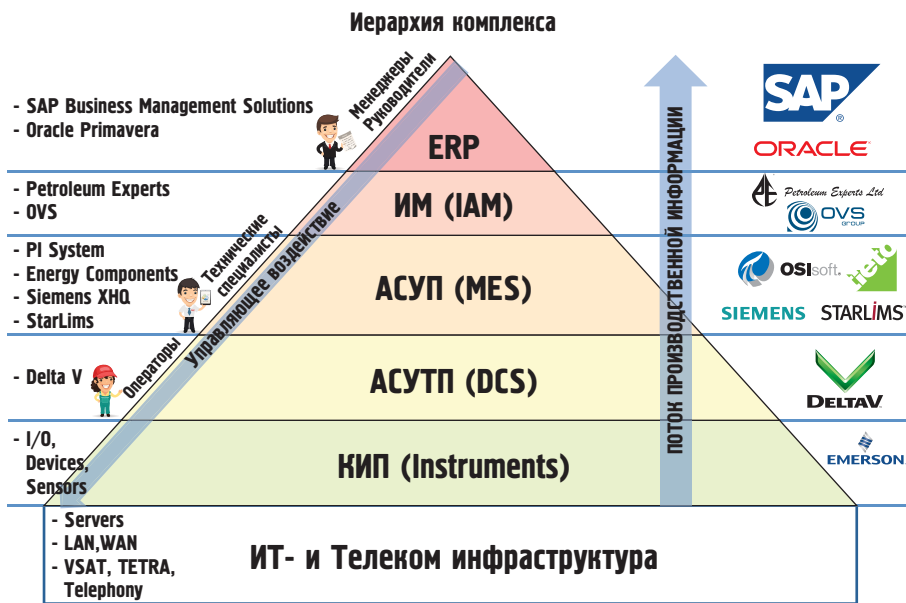 Иерархия комплекса
- SAP Business Management Solutions
- Oracle Primavera
Менеджеры
Руководители
ERP
SAP
®
ORACLE®
- Petroleum Experts
- OVS
ИМ (IAM)
Petroleum Experts Ltd
OVS
GROUP
- PI System
- Energy Components
- Siemens XHQ
- StarLims
Технические
специалисты
Управляющее воздействие
АСУП (MES)
ПОТОК ПРОИЗВОДСТВЕННОЙ ИНФОРМАЦИИ
OSIsoft.
tieto
SIEMENS
STARLIMS
- Delta V
Операторы
АСУТП (DCS)
DELTAV
- I/O,
Devices,
Sensors
КИП (Instruments)
EMERSON
- Servers
- LAN,WAN
- VSAT, TETRA,
Telephony
ИТ- и Телеком инфраструктура